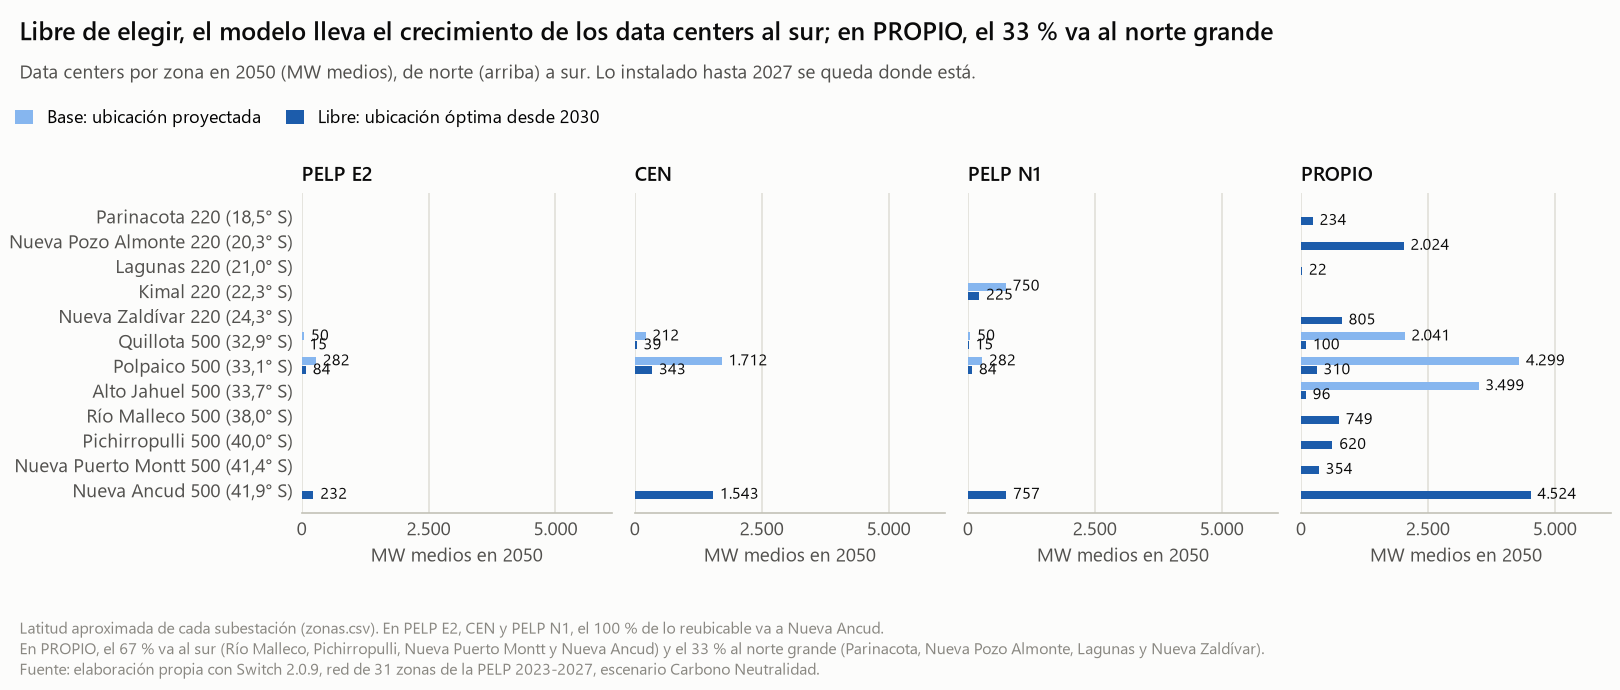 Libre de elegir, el modelo lleva el crecimiento de los data centers al sur; en PROPIO, el 33 % va al norte grande
Data centers por zona en 2050 (MW medios), de norte (arriba) a sur. Lo instalado hasta 2027 se queda donde está.
Base: ubicación proyectada Libre: ubicación óptima desde 2030
PELP E2 CEN PELP N1 PROPIO
Parinacota 220 (18,5° S) 234
Nueva Pozo Almonte 220 (20,3° S) 2.024
Lagunas 220 (21,0° S) 22
Kimal 220 (22,3° S) 750 225
Nueva Zaldívar 220 (24,3° S) 805
Quillota 500 (32,9° S) 50 15 212 39 50 15 2.041 100
Polpaico 500 (33,1° S) 282 84 1.712 343 282 84 4.299 310
Alto Jahuel 500 (33,7° S) 3.499 96
Río Malleco 500 (38,0° S) 749
Pichirropulli 500 (40,0° S) 620
Nueva Puerto Montt 500 (41,4° S) 354
Nueva Ancud 500 (41,9° S) 232 1.543 757 4.524
0 2.500 5.000 0 2.500 5.000 0 2.500 5.000 0 2.500 5.000
MW medios en 2050 MW medios en 2050 MW medios en 2050 MW medios en 2050
Latitud aproximada de cada subestación (zonas.csv). En PELP E2, CEN y PELP N1, el 100 % de lo reubicable va a Nueva Ancud.
En PROPIO, el 67 % va al sur (Río Malleco, Pichirropulli, Nueva Puerto Montt y Nueva Ancud) y el 33 % al norte grande (Parinacota, Nueva Pozo Almonte, Lagunas y Nueva Zaldívar).
Fuente: elaboración propia con Switch 2.0.9, red de 31 zonas de la PELP 2023-2027, escenario Carbono Neutralidad.